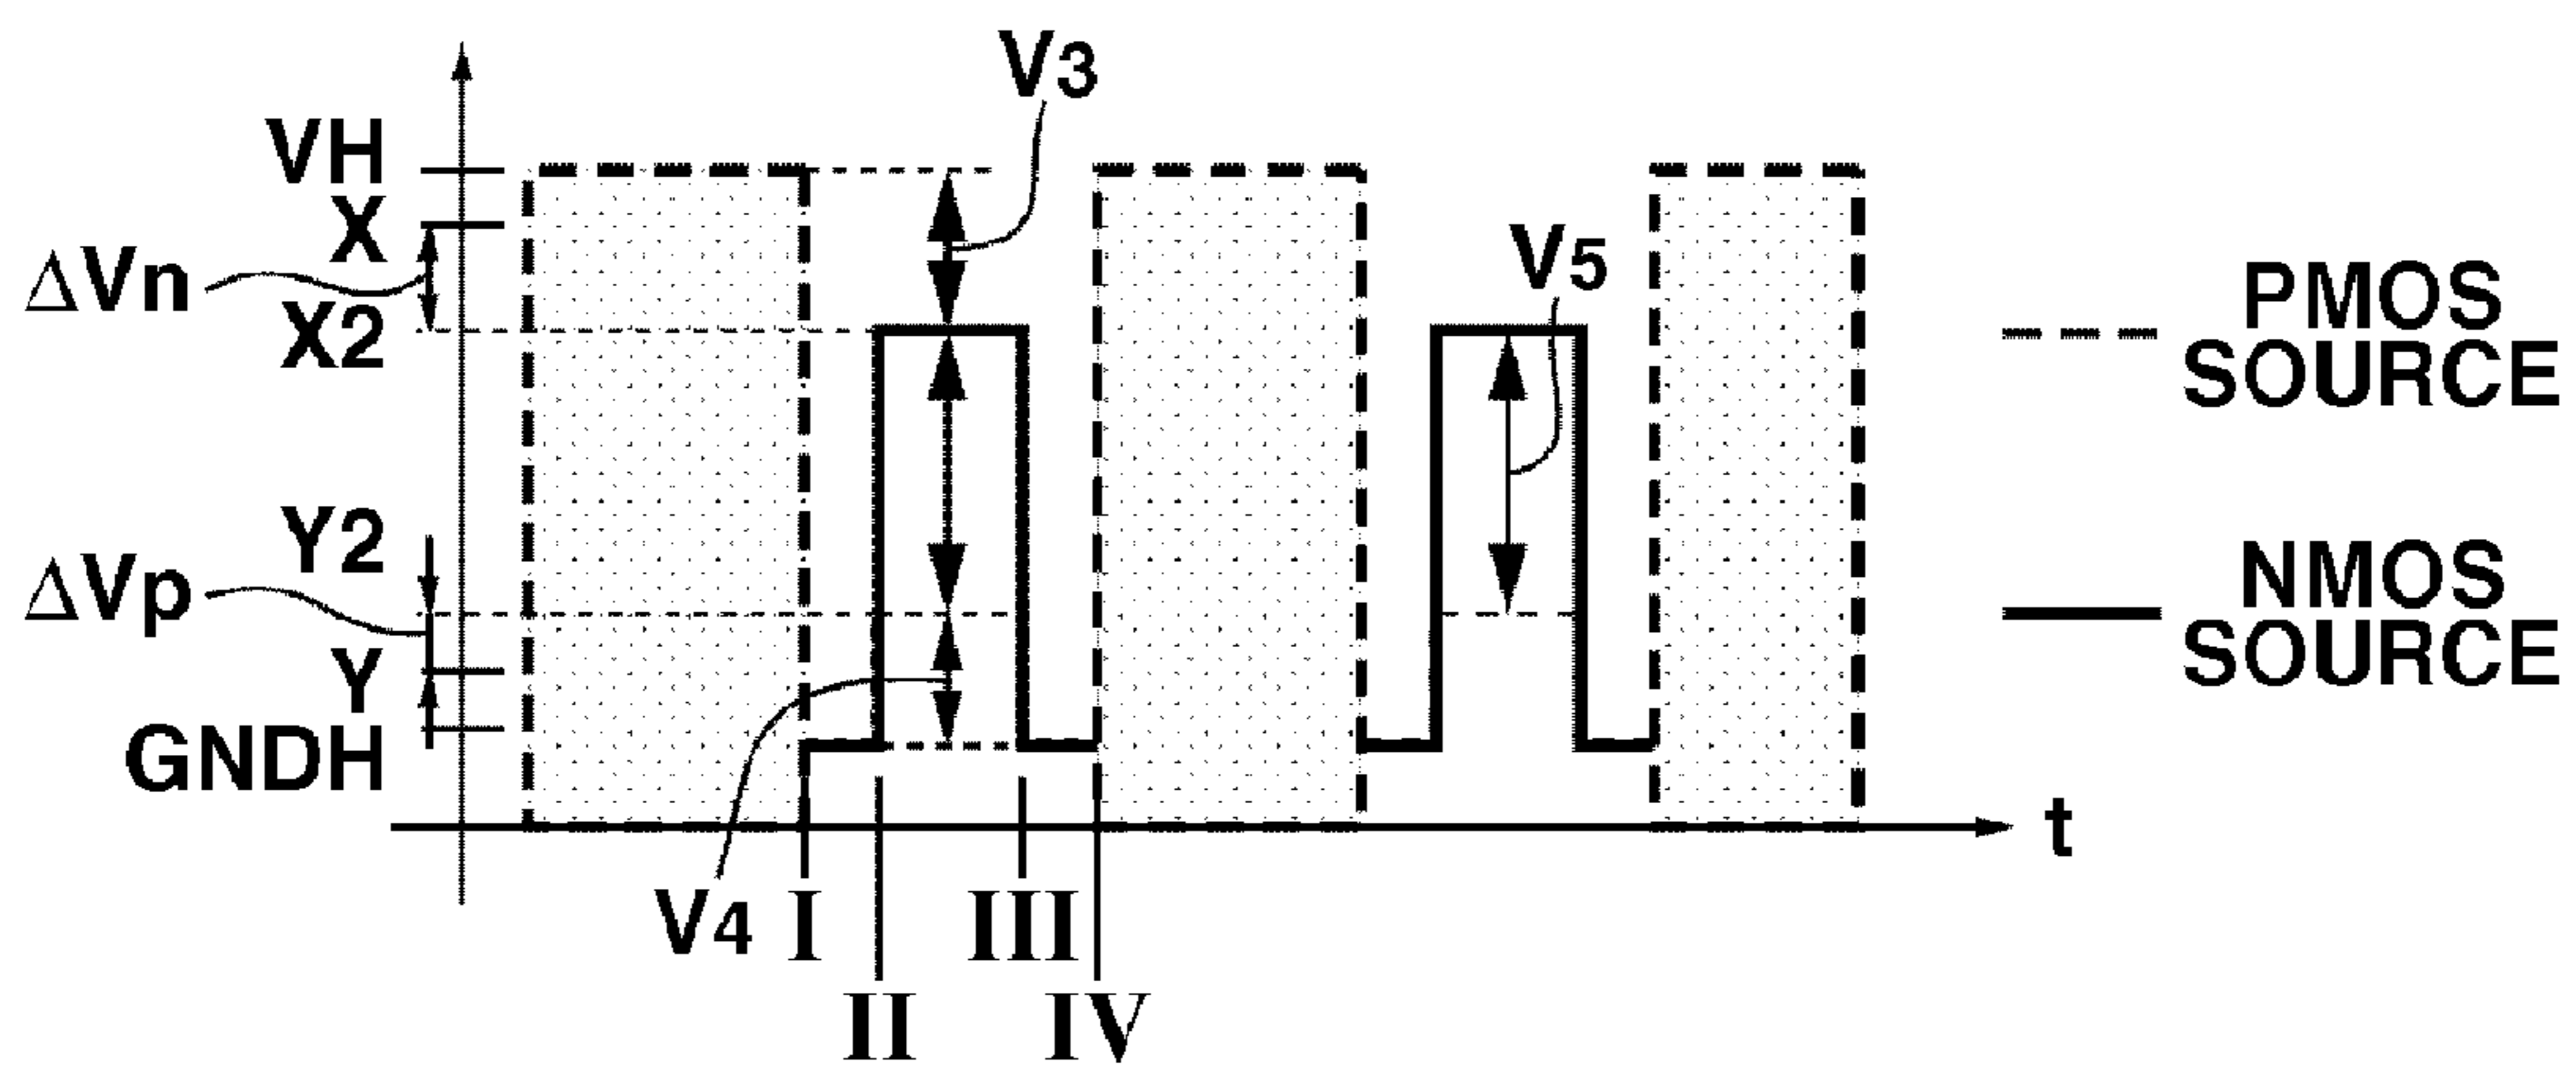 V3
VH
X
ΔVn
X2
V5
PMOS
SOURCE
Y2
ΔVp
Y
GNDH
NMOS
SOURCE
t
V4
I
III
II
IV